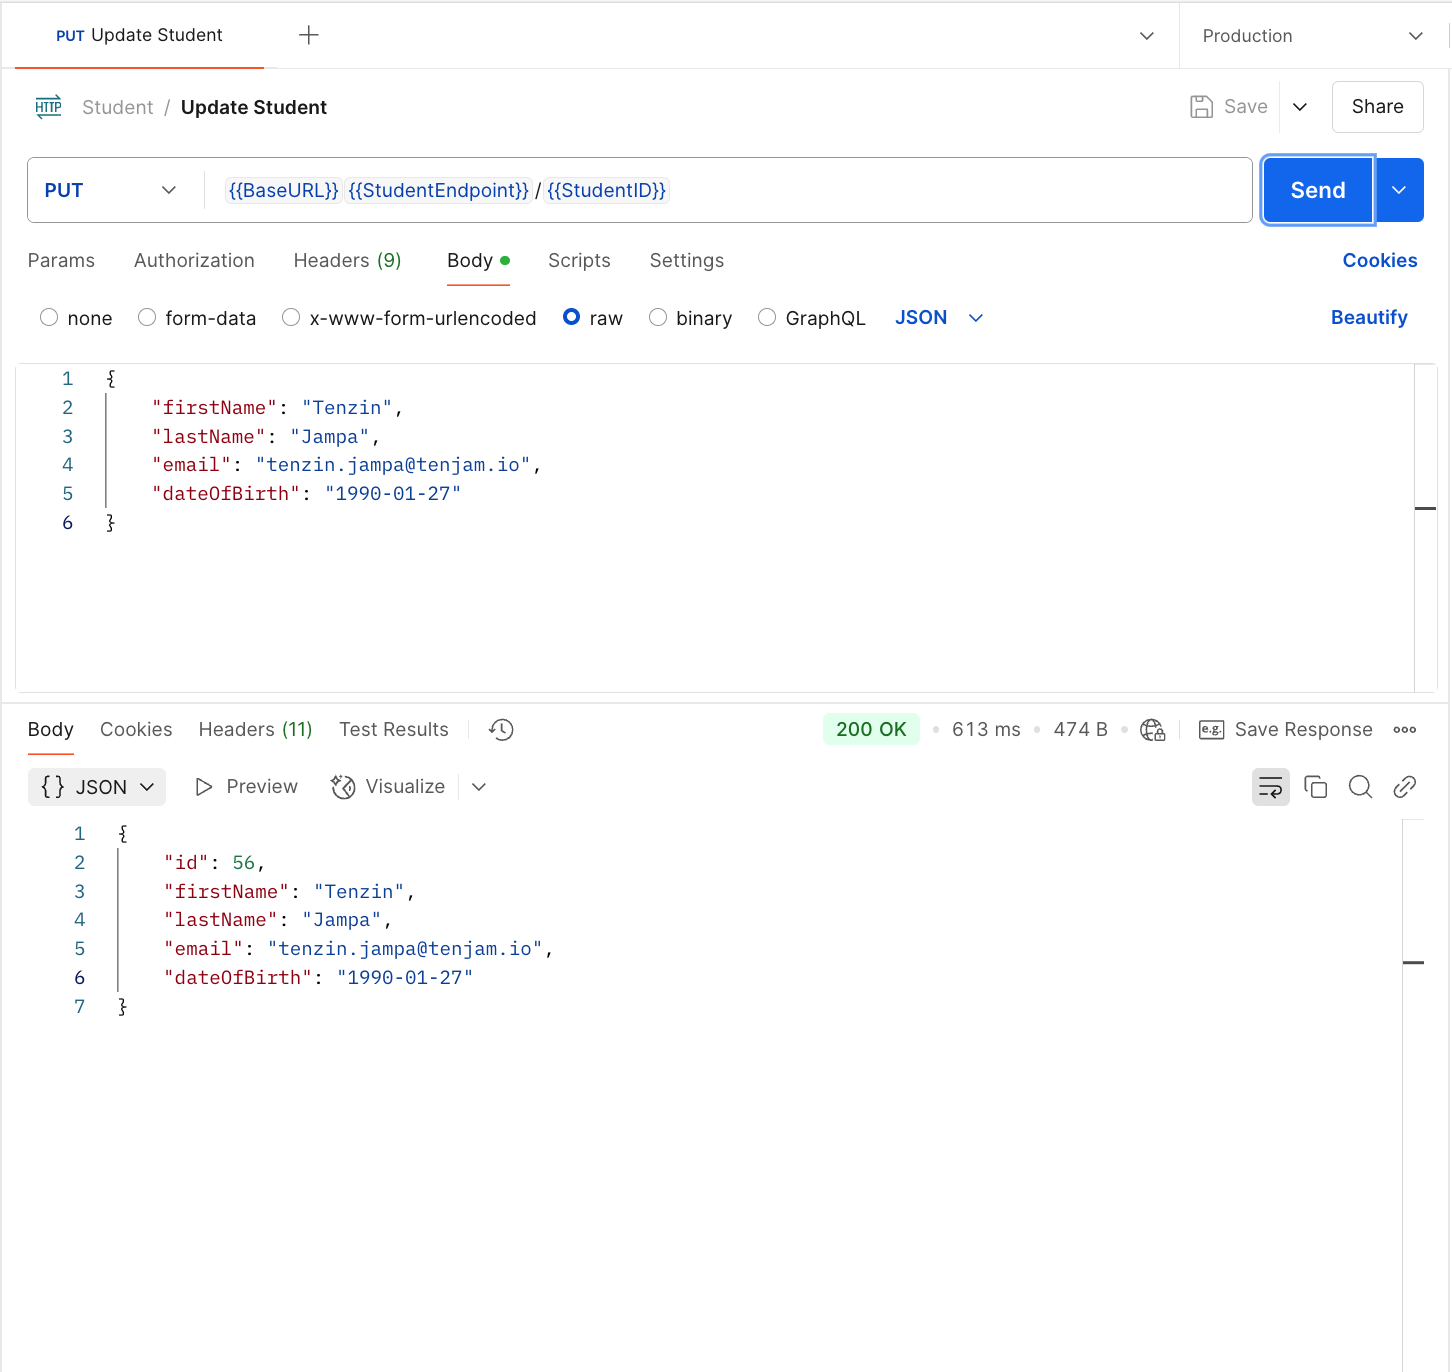 PUT Update Student
Production
HTTP Student / Update Student
Save
Share
PUT
{{BaseURL}}{{StudentEndpoint}}/{{StudentID}}
Send
Params Authorization Headers (9) Body Scripts Settings Cookies
none form-data x-www-form-urlencoded raw binary GraphQL JSON Beautify
1 {
2 "firstName": "Tenzin",
3 "lastName": "Jampa",
4 "email": "tenzin.jampa@tenjam.io",
5 "dateOfBirth": "1990-01-27"
6 }
Body Cookies Headers (11) Test Results 200 OK • 613 ms • 474 B • e.g. Save Response
{} JSON Preview Visualize
1 {
2 "id": 56,
3 "firstName": "Tenzin",
4 "lastName": "Jampa",
5 "email": "tenzin.jampa@tenjam.io",
6 "dateOfBirth": "1990-01-27"
7 }